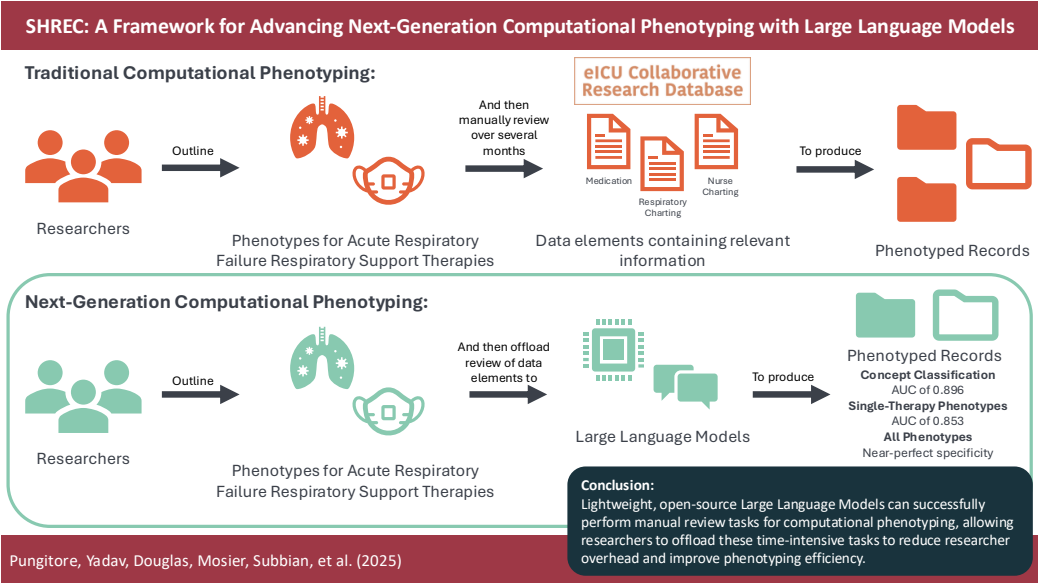 SHREC: A Framework for Advancing Next-Generation Computational Phenotyping with Large Language Models
Traditional Computational Phenotyping:
Researchers
Outline
Phenotypes for Acute Respiratory
Failure Respiratory Support Therapies
And then
manually review
over several
months
eICU Collaborative
Research Database
Medication
Respiratory
Charting
Nurse
Charting
Data elements containing relevant
information
To produce
Phenotyped Records
Next-Generation Computational Phenotyping:
Researchers
Outline
Phenotypes for Acute Respiratory
Failure Respiratory Support Therapies
And then offload
review of data
elements to
Large Language Models
To produce
Phenotyped Records
Concept Classification
AUC of 0.896
Single-Therapy Phenotypes
AUC of 0.853
All Phenotypes
Near-perfect specificity
Conclusion:
Lightweight, open-source Large Language Models can successfully
perform manual review tasks for computational phenotyping, allowing
researchers to offload these time-intensive tasks to reduce researcher
overhead and improve phenotyping efficiency.
Pungitore, Yadav, Douglas, Mosier, Subbian, et al. (2025)